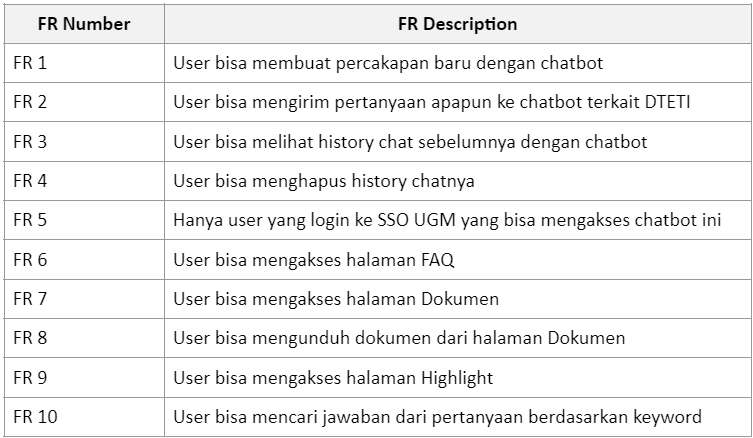 FR Number FR Description
FR 1 User bisa membuat percakapan baru dengan chatbot
FR 2 User bisa mengirim pertanyaan apapun ke chatbot terkait DTETI
FR 3 User bisa melihat history chat sebelumnya dengan chatbot
FR 4 User bisa menghapus history chatnya
FR 5 Hanya user yang login ke SSO UGM yang bisa mengakses chatbot ini
FR 6 User bisa mengakses halaman FAQ
FR 7 User bisa mengakses halaman Dokumen
FR 8 User bisa mengunduh dokumen dari halaman Dokumen
FR 9 User bisa mengakses halaman Highlight
FR 10 User bisa mencari jawaban dari pertanyaan berdasarkan keyword